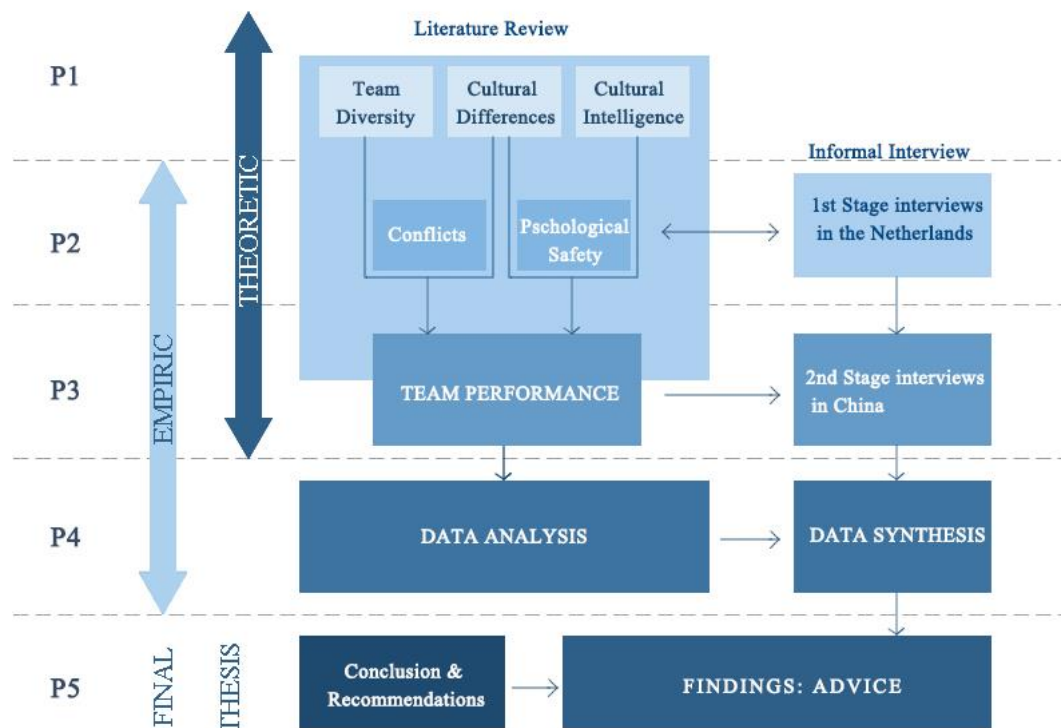 Literature Review
P1
Team
Diversity
Cultural
Differences
Cultural
Intelligence
THEORETIC
Informal Interview
P2
Conflicts
Pschological
Safety
1st Stage interviews
in the Netherlands
EMPIRIC
P3
TEAM PERFORMANCE
2nd Stage interviews
in China
P4
DATA ANALYSIS
DATA SYNTHESIS
P5
FINAL
THESIS
Conclusion &
Recommendations
FINDINGS: ADVICE